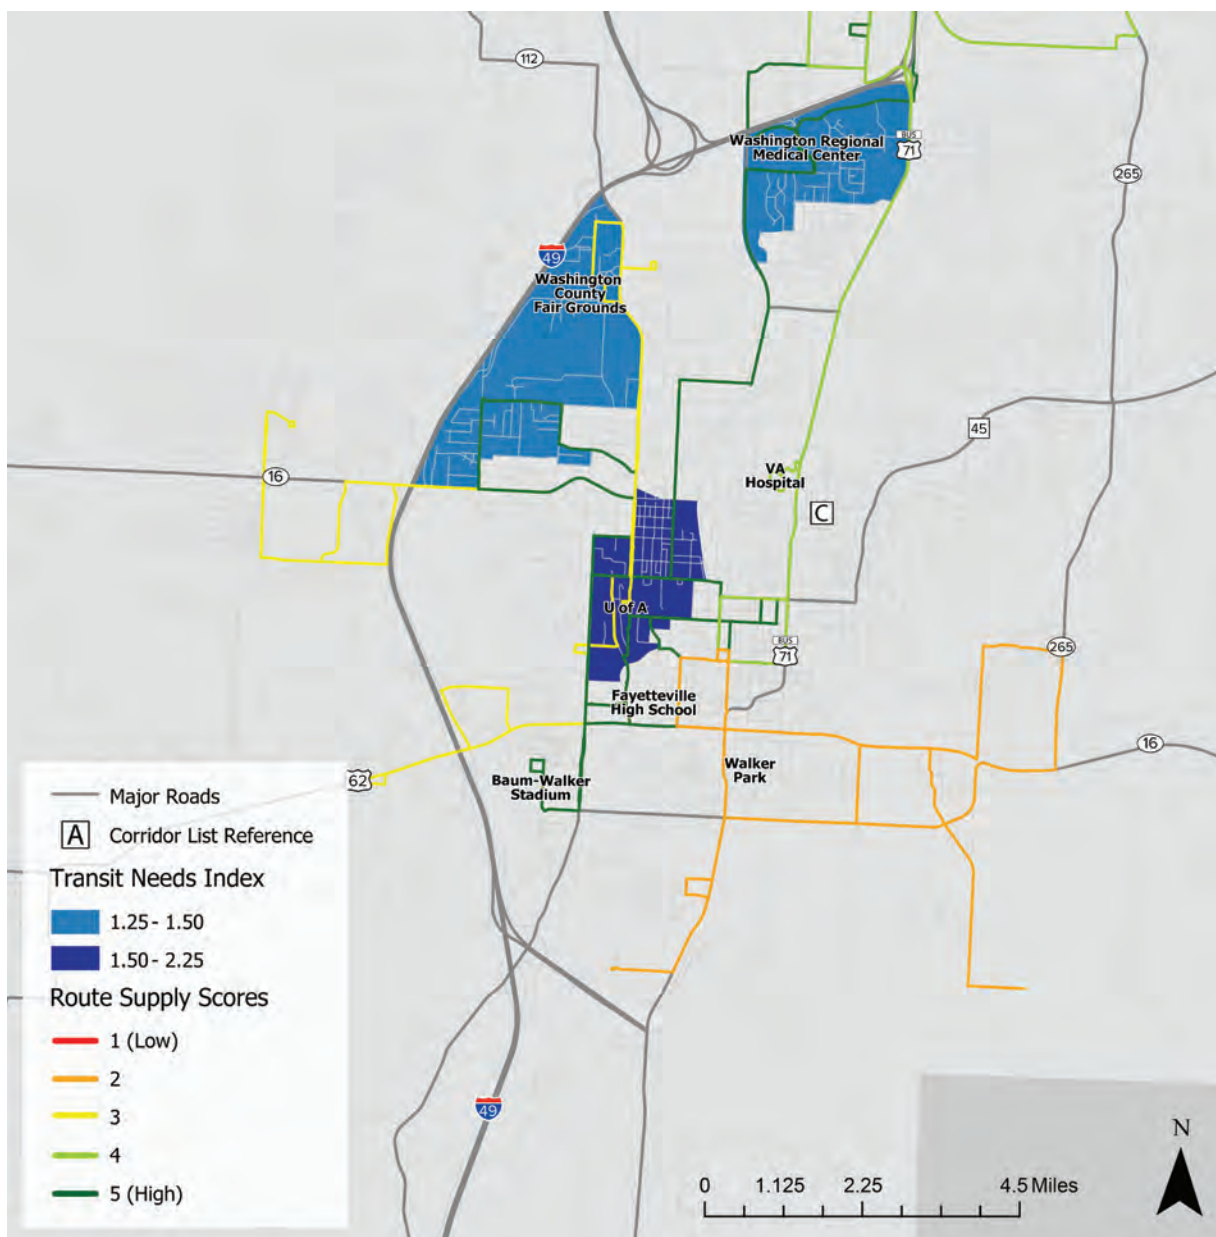 112
Washington Regional
Medical Center
BUS
71
265
49
Washington
County
Fair Grounds
45
16
VA
Hospital
C
U of A
BUS
71
265
Fayetteville
High School
16
Walker
Park
62
Baum-Walker
Stadium
Major Roads
A Corridor List Reference
Transit Needs Index
1.25 - 1.50
1.50 - 2.25
Route Supply Scores
1 (Low)
2
3
4
5 (High)
49
N
0 1.125 2.25 4.5 Miles